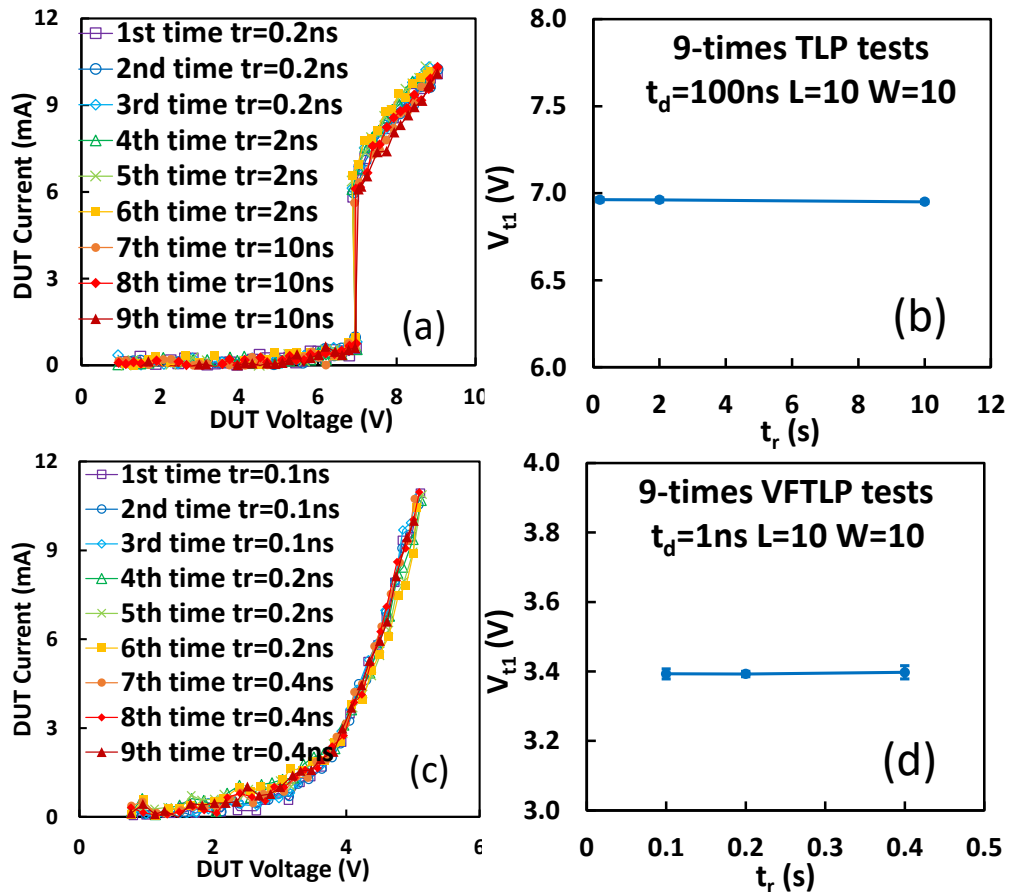 12
9
6
3
0
DUT Current (mA)
1st time tr=0.2ns
2nd time tr=0.2ns
3rd time tr=0.2ns
4th time tr=2ns
5th time tr=2ns
6th time tr=2ns
7th time tr=10ns
8th time tr=10ns
9th time tr=10ns
(a)
0 2 4 6 8 10
DUT Voltage (V)
8.0
7.5
7.0
6.5
6.0
V_t1 (V)
9-times TLP tests
t_d=100ns L=10 W=10
(b)
0 2 4 6 8 10 12
t_r (s)
12
9
6
3
0
DUT Current (mA)
1st time tr=0.1ns
2nd time tr=0.1ns
3rd time tr=0.1ns
4th time tr=0.2ns
5th time tr=0.2ns
6th time tr=0.2ns
7th time tr=0.4ns
8th time tr=0.4ns
9th time tr=0.4ns
(c)
0 2 4 6
DUT Voltage (V)
4.0
3.8
3.6
3.4
3.2
3.0
V_t1 (V)
9-times VFTLP tests
t_d=1ns L=10 W=10
(d)
0 0.1 0.2 0.3 0.4 0.5
t_r (s)